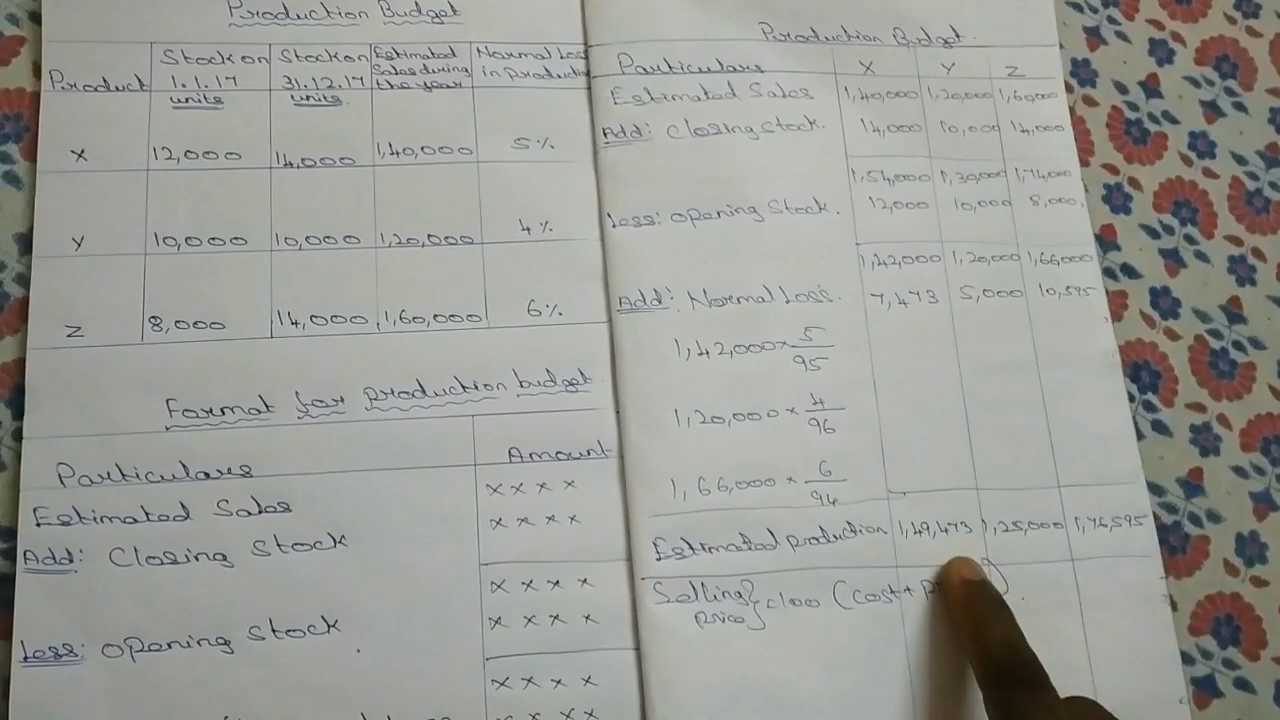 Production Budget
Product
Stock on 1.1.17 units
Stock on 31.12.17 units.
Estimated Sales during the year
Normal Loss in production
X 12,000 14,000 1,40,000 5%
Y 10,000 10,000 1,20,000 4%
Z 8,000 14,000 1,60,000 6%
Format for production budget
Particulars Amount
Estimated Sales xxxx
Add: Closing Stock xxxx
xxxx
Less: Opening Stock xxxx
xxxx
Production Budget.
Particulars X Y Z
Estimated Sales 1,40,000 1,20,000 1,60,000
Add: Closing Stock. 14,000 10,000 14,000
1,54,000 1,30,000 1,74,000
Less: Opening Stock. 12,000 10,000 8,000
1,42,000 1,20,000 1,66,000
Add: Normal Loss. 7,473 5,000 10,595
1,42,000 × 5/95
1,20,000 × 4/96
1,66,000 × 6/94
Estimated production 1,49,473 1,25,000 1,76,595
Selling price} =100 (Cost+